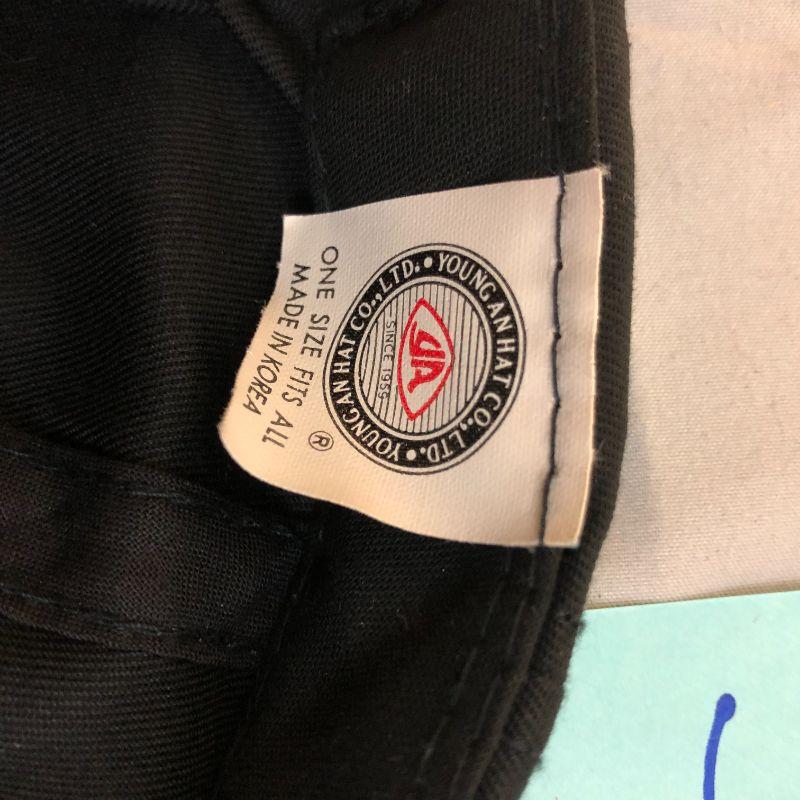 YOUNG AN HAT CO., LTD. • YOUNG AN HAT CO., LTD. •
YA
SINCE 1959
®
ONE SIZE FITS ALL
MADE IN KOREA